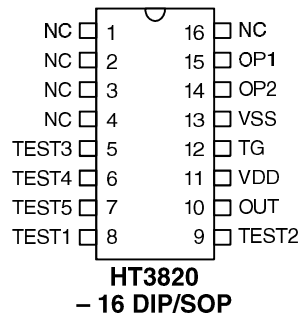 NC 1 16 NC
NC 2 15 OP1
NC 3 14 OP2
NC 4 13 VSS
TEST3 5 12 TG
TEST4 6 11 VDD
TEST5 7 10 OUT
TEST1 8 9 TEST2
HT3820
– 16 DIP/SOP